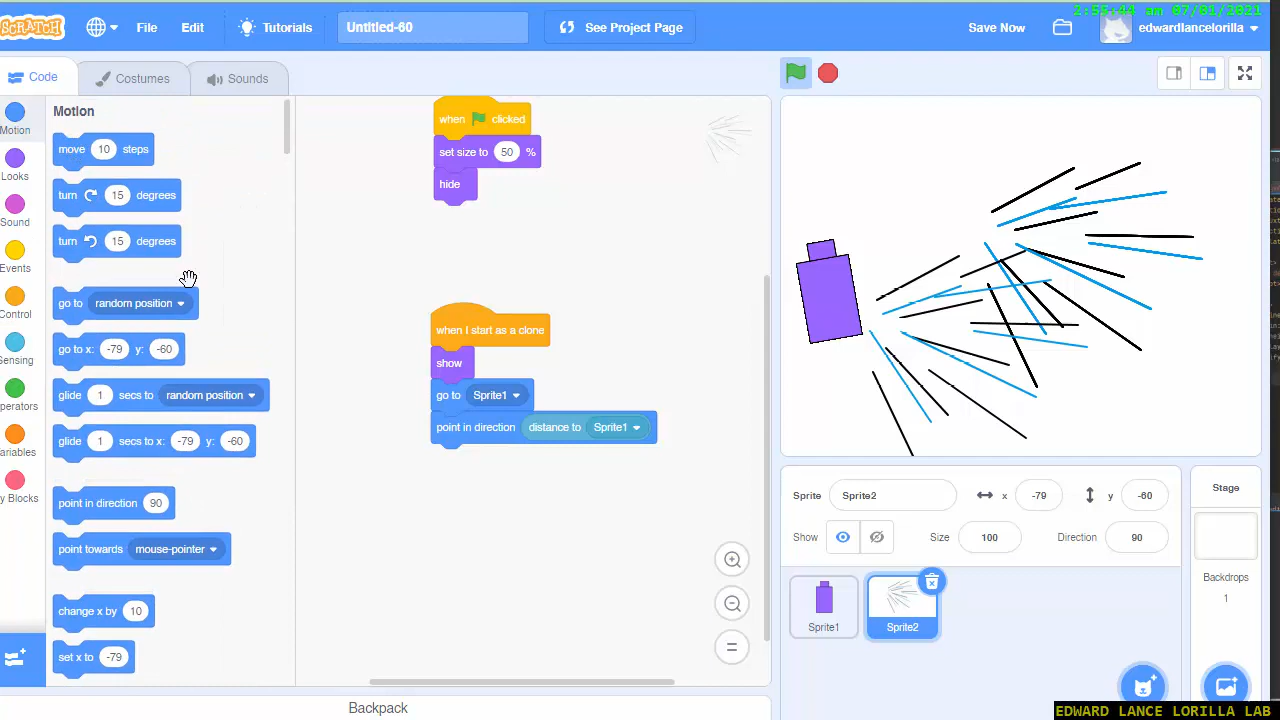 2:55:44 am 07/01/2021
SCRATCH
File
Edit
Tutorials
Untitled-60
See Project Page
Save Now
edwardlancelorilla
Code
Costumes
Sounds
Motion
Looks
Sound
Events
Control
Sensing
perators
ariables
y Blocks
Motion
move 10 steps
turn 15 degrees
turn 15 degrees
go to random position
go to x: -79 y: -60
glide 1 secs to random position
glide 1 secs to x: -79 y: -60
point in direction 90
point towards mouse-pointer
change x by 10
set x to -79
when clicked
set size to 50 %
hide
when I start as a clone
show
go to Sprite1
point in direction distance to Sprite1
Backpack
Sprite Sprite2 x -79 y -60
Show Size 100 Direction 90
Sprite1
Sprite2
Stage
Backdrops
1
EDWARD LANCE LORILLA LAB